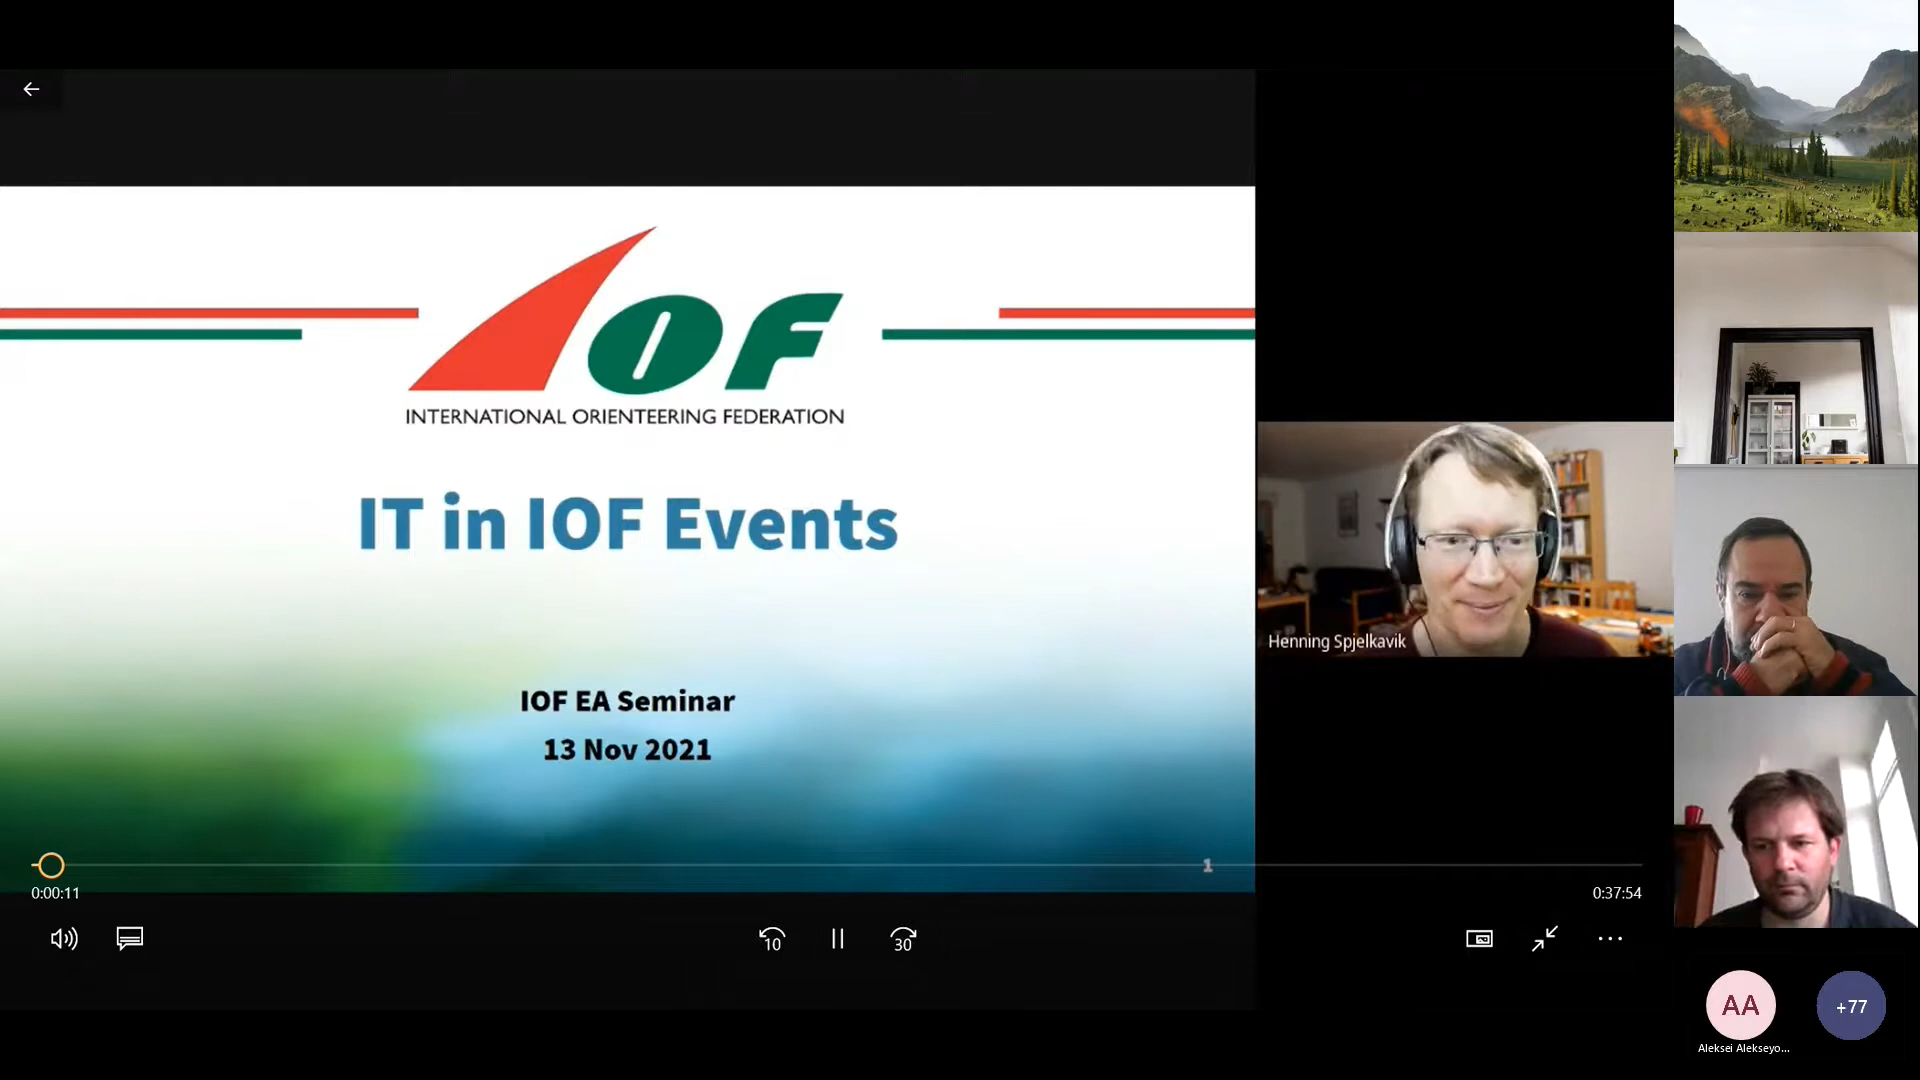 IOF
INTERNATIONAL ORIENTEERING FEDERATION
IT in IOF Events
IOF EA Seminar
13 Nov 2021
1
Henning Spjelkavik
0:00:11
0:37:54
10
30
AA
+77
Aleksei Alekseyo...